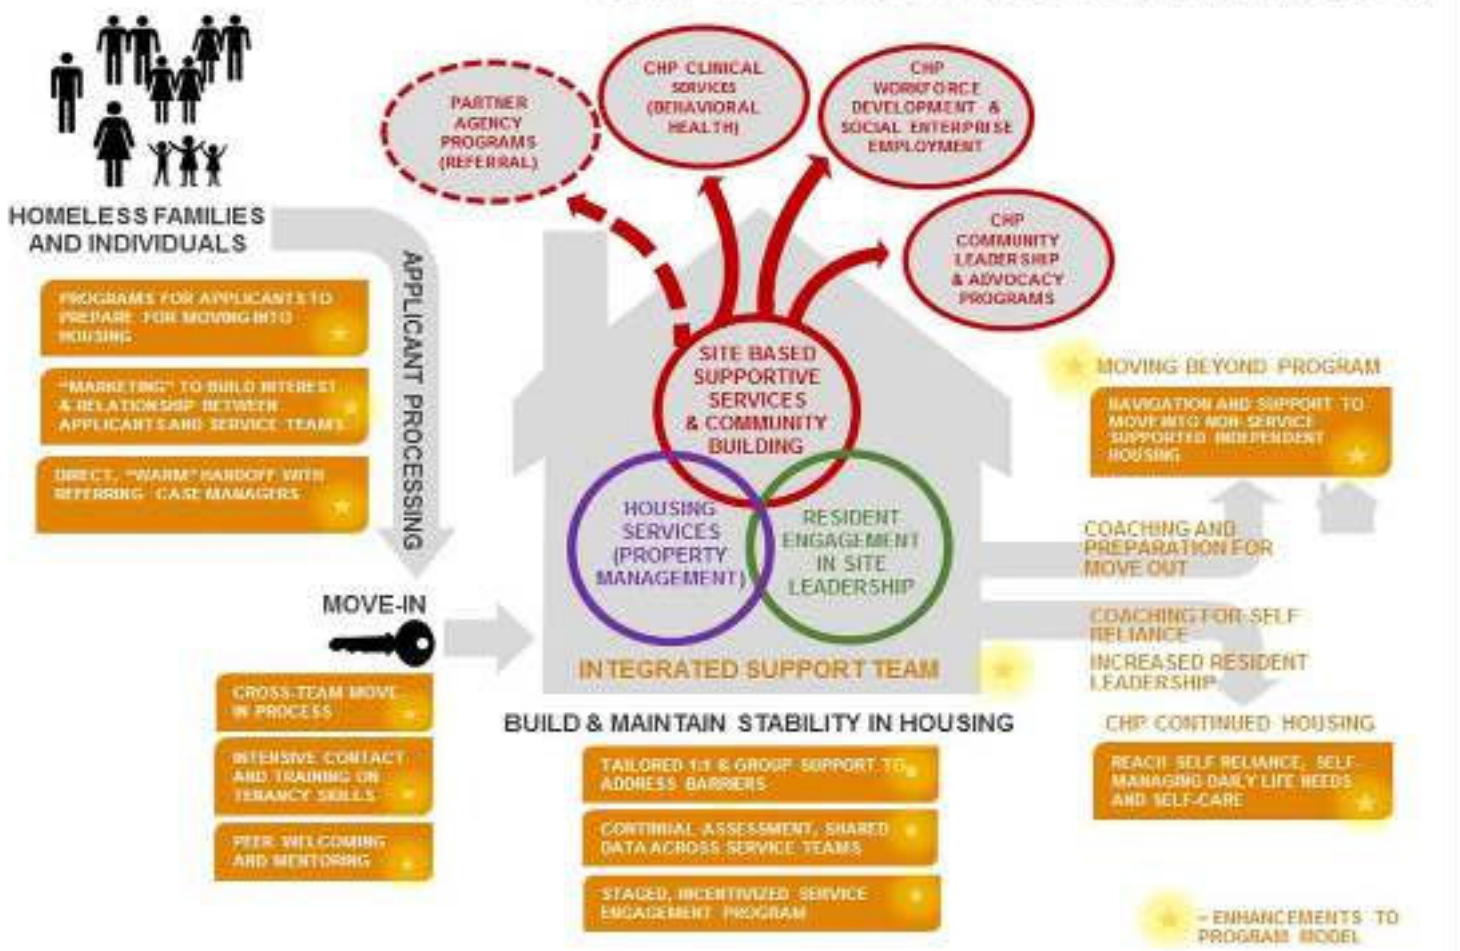 PARTNER
AGENCY
PROGRAMS
(REFERRAL)
CHP CLINICAL
SERVICES
(BEHAVIORAL
HEALTH)
CHP
WORKFORCE
DEVELOPMENT &
SOCIAL ENTERPRISE
EMPLOYMENT
CHP
COMMUNITY
LEADERSHIP
& ADVOCACY
PROGRAMS
HOMELESS FAMILIES
AND INDIVIDUALS
PROGRAMS FOR APPLICANTS TO
PREPARE FOR MOVING INTO
HOUSING
"MARKETING" TO BUILD INTEREST
& RELATIONSHIP BETWEEN
APPLICANTS AND SERVICE TEAMS
DIRECT, "WARM" HANDOFF WITH
REFERRING CASE MANAGERS
APPLICANT PROCESSING
MOVE-IN
CROSS-TEAM MOVE
IN PROCESS
INTENSIVE CONTACT
AND TRAINING ON
TENANCY SKILLS
PEER WELCOMING
AND MENTORING
SITE BASED
SUPPORTIVE
SERVICES
& COMMUNITY
BUILDING
HOUSING
SERVICES
(PROPERTY
MANAGEMENT)
RESIDENT
ENGAGEMENT
IN SITE
LEADERSHIP
INTEGRATED SUPPORT TEAM
BUILD & MAINTAIN STABILITY IN HOUSING
TAILORED 1:1 & GROUP SUPPORT TO
ADDRESS BARRIERS
CONTINUAL ASSESSMENT, SHARED
DATA ACROSS SERVICE TEAMS
STAGED, INCENTIVIZED SERVICE
ENGAGEMENT PROGRAM
MOVING BEYOND PROGRAM
NAVIGATION AND SUPPORT TO
MOVE INTO NON-SERVICE
SUPPORTED INDEPENDENT
HOUSING
COACHING AND
PREPARATION FOR
MOVE OUT
COACHING FOR SELF
RELIANCE
INCREASED RESIDENT
LEADERSHIP
CHP CONTINUED HOUSING
REACH SELF RELIANCE, SELF-
MANAGING DAILY LIFE NEEDS
AND SELF-CARE
- ENHANCEMENTS TO
PROGRAM MODEL